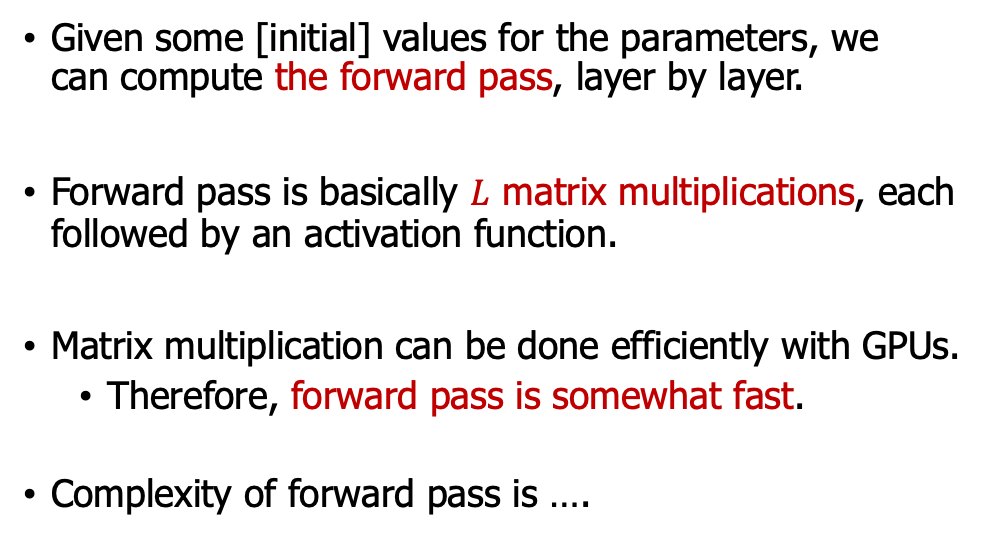 • Given some [initial] values for the parameters, we
can compute the forward pass, layer by layer.
• Forward pass is basically L matrix multiplications, each
followed by an activation function.
• Matrix multiplication can be done efficiently with GPUs.
• Therefore, forward pass is somewhat fast.
• Complexity of forward pass is ....